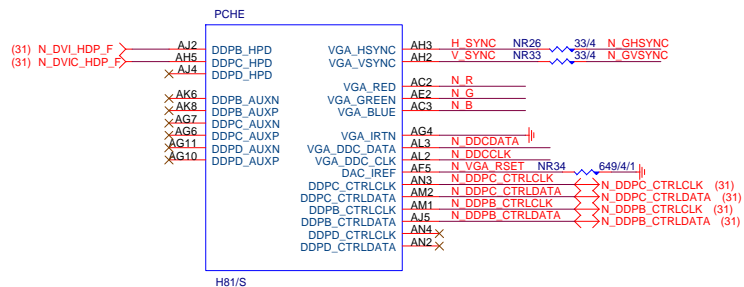 PCHE
(31) N_DVI_HDP_F AJ2 DDPB_HPD VGA_HSYNC AH3 H_SYNC NR26 33/4 N_GHSYNC
(31) N_DVIC_HDP_F AH5 DDPC_HPD VGA_VSYNC AH2 V_SYNC NR33 33/4 N_GVSYNC
AJ4 DDPD_HPD
VGA_RED AC2 N_R
AK6 DDPB_AUXN VGA_GREEN AE2 N_G
AK8 DDPB_AUXP VGA_BLUE AC3 N_B
AG7 DDPC_AUXN
AG6 DDPC_AUXP VGA_IRTN AG4
AG11 DDPD_AUXN VGA_DDC_DATA AL3 N_DDCDATA
AG10 DDPD_AUXP VGA_DDC_CLK AL2 N_DDCCLK
DAC_IREF AF5 N_VGA_RSET NR34 649/4/1
DDPC_CTRLCLK AN3 N_DDPC_CTRLCLK N_DDPC_CTRLCLK (31)
DDPC_CTRLDATA AM2 N_DDPC_CTRLDATA N_DDPC_CTRLDATA (31)
DDPB_CTRLCLK AM1 N_DDPB_CTRLCLK N_DDPB_CTRLCLK (31)
DDPB_CTRLDATA AJ5 N_DDPB_CTRLDATA N_DDPB_CTRLDATA (31)
DDPD_CTRLCLK AN4
DDPD_CTRLDATA AN2
H81/S